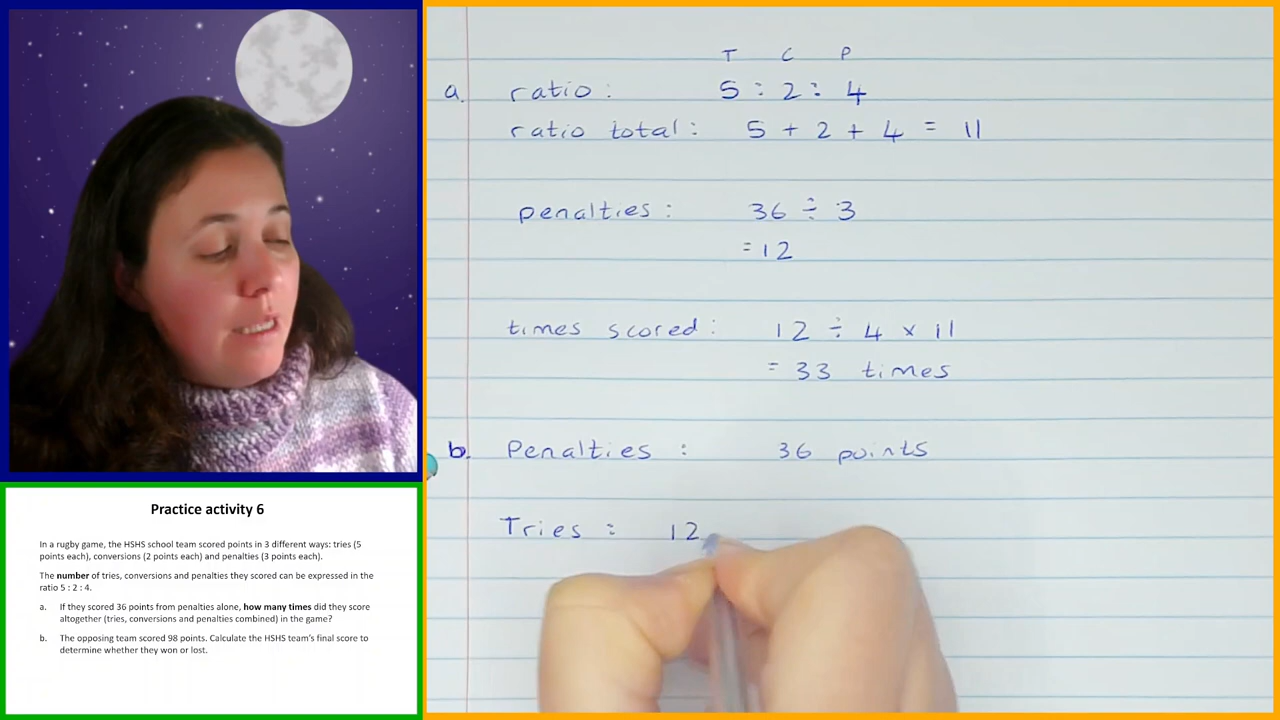 T C P
a. ratio: 5 : 2 : 4
ratio total: 5 + 2 + 4 = 11
penalties: 36 ÷ 3
= 12
times scored: 12 ÷ 4 × 11
= 33 times
b. Penalties : 36 points
Tries : 12
Practice activity 6
In a rugby game, the HSHS school team scored points in 3 different ways: tries (5
points each), conversions (2 points each) and penalties (3 points each).
The number of tries, conversions and penalties they scored can be expressed in the
ratio 5 : 2 : 4.
a. If they scored 36 points from penalties alone, how many times did they score
altogether (tries, conversions and penalties combined) in the game?
b. The opposing team scored 98 points. Calculate the HSHS team's final score to
determine whether they won or lost.